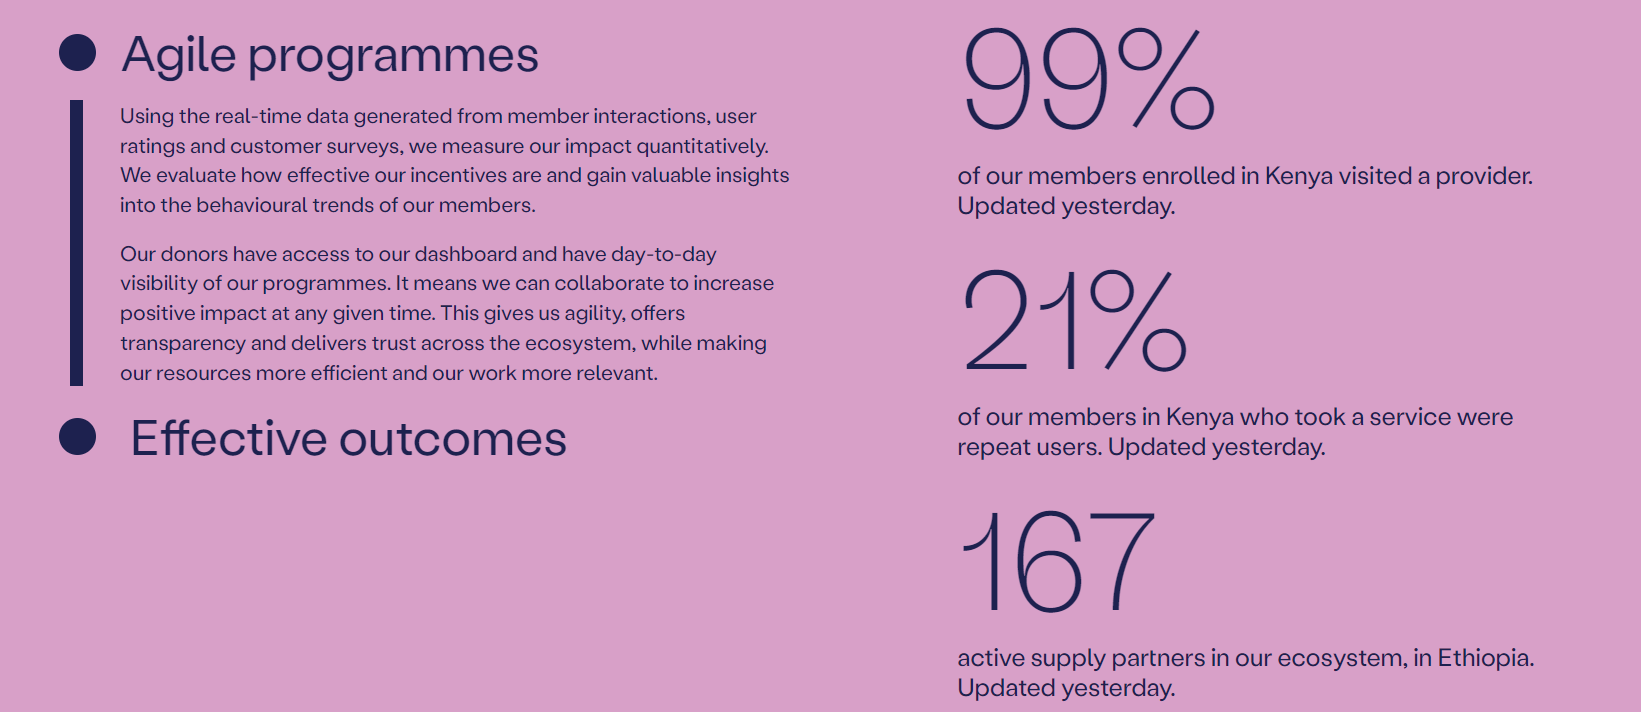 Agile programmes
Using the real-time data generated from member interactions, user
ratings and customer surveys, we measure our impact quantitatively.
We evaluate how effective our incentives are and gain valuable insights
into the behavioural trends of our members.
Our donors have access to our dashboard and have day-to-day
visibility of our programmes. It means we can collaborate to increase
positive impact at any given time. This gives us agility, offers
transparency and delivers trust across the ecosystem, while making
our resources more efficient and our work more relevant.
Effective outcomes
99%
of our members enrolled in Kenya visited a provider.
Updated yesterday.
21%
of our members in Kenya who took a service were
repeat users. Updated yesterday.
167
active supply partners in our ecosystem, in Ethiopia.
Updated yesterday.